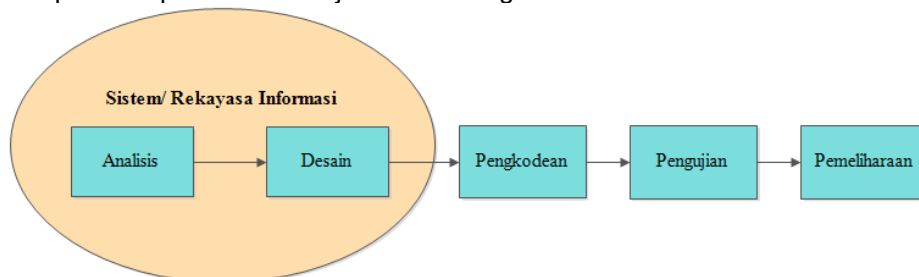 Sistem/ Rekayasa Informasi
Analisis
Desain
Pengkodean
Pengujian
Pemeliharaan